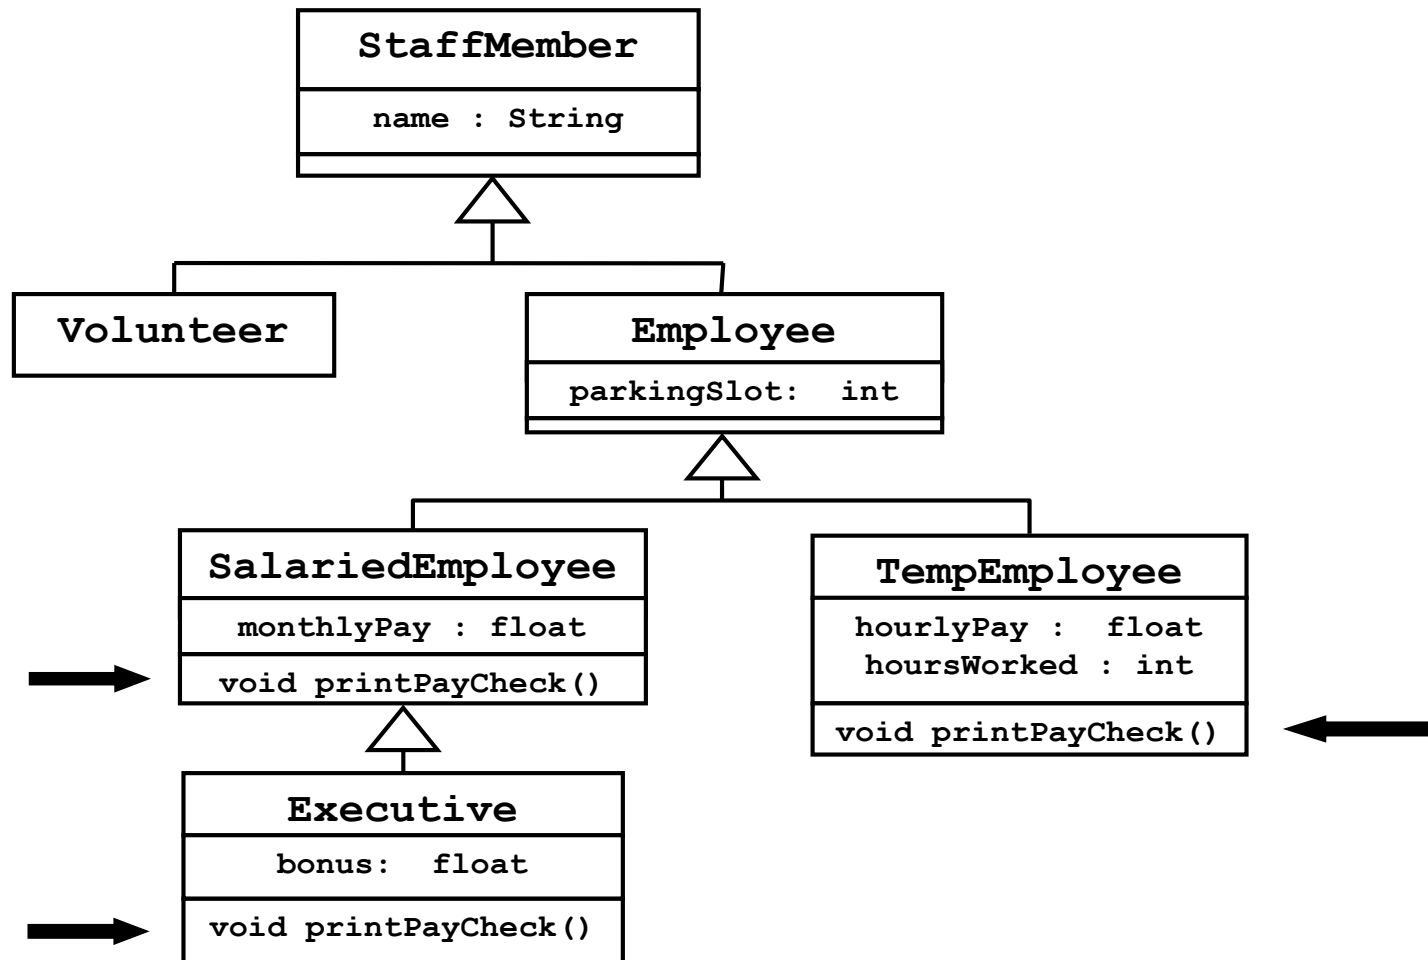 StaffMember
name : String
Volunteer
Employee
parkingSlot: int
SalariedEmployee
monthlyPay : float
void printPayCheck()
TempEmployee
hourlyPay : float
hoursWorked : int
void printPayCheck()
Executive
bonus: float
void printPayCheck()